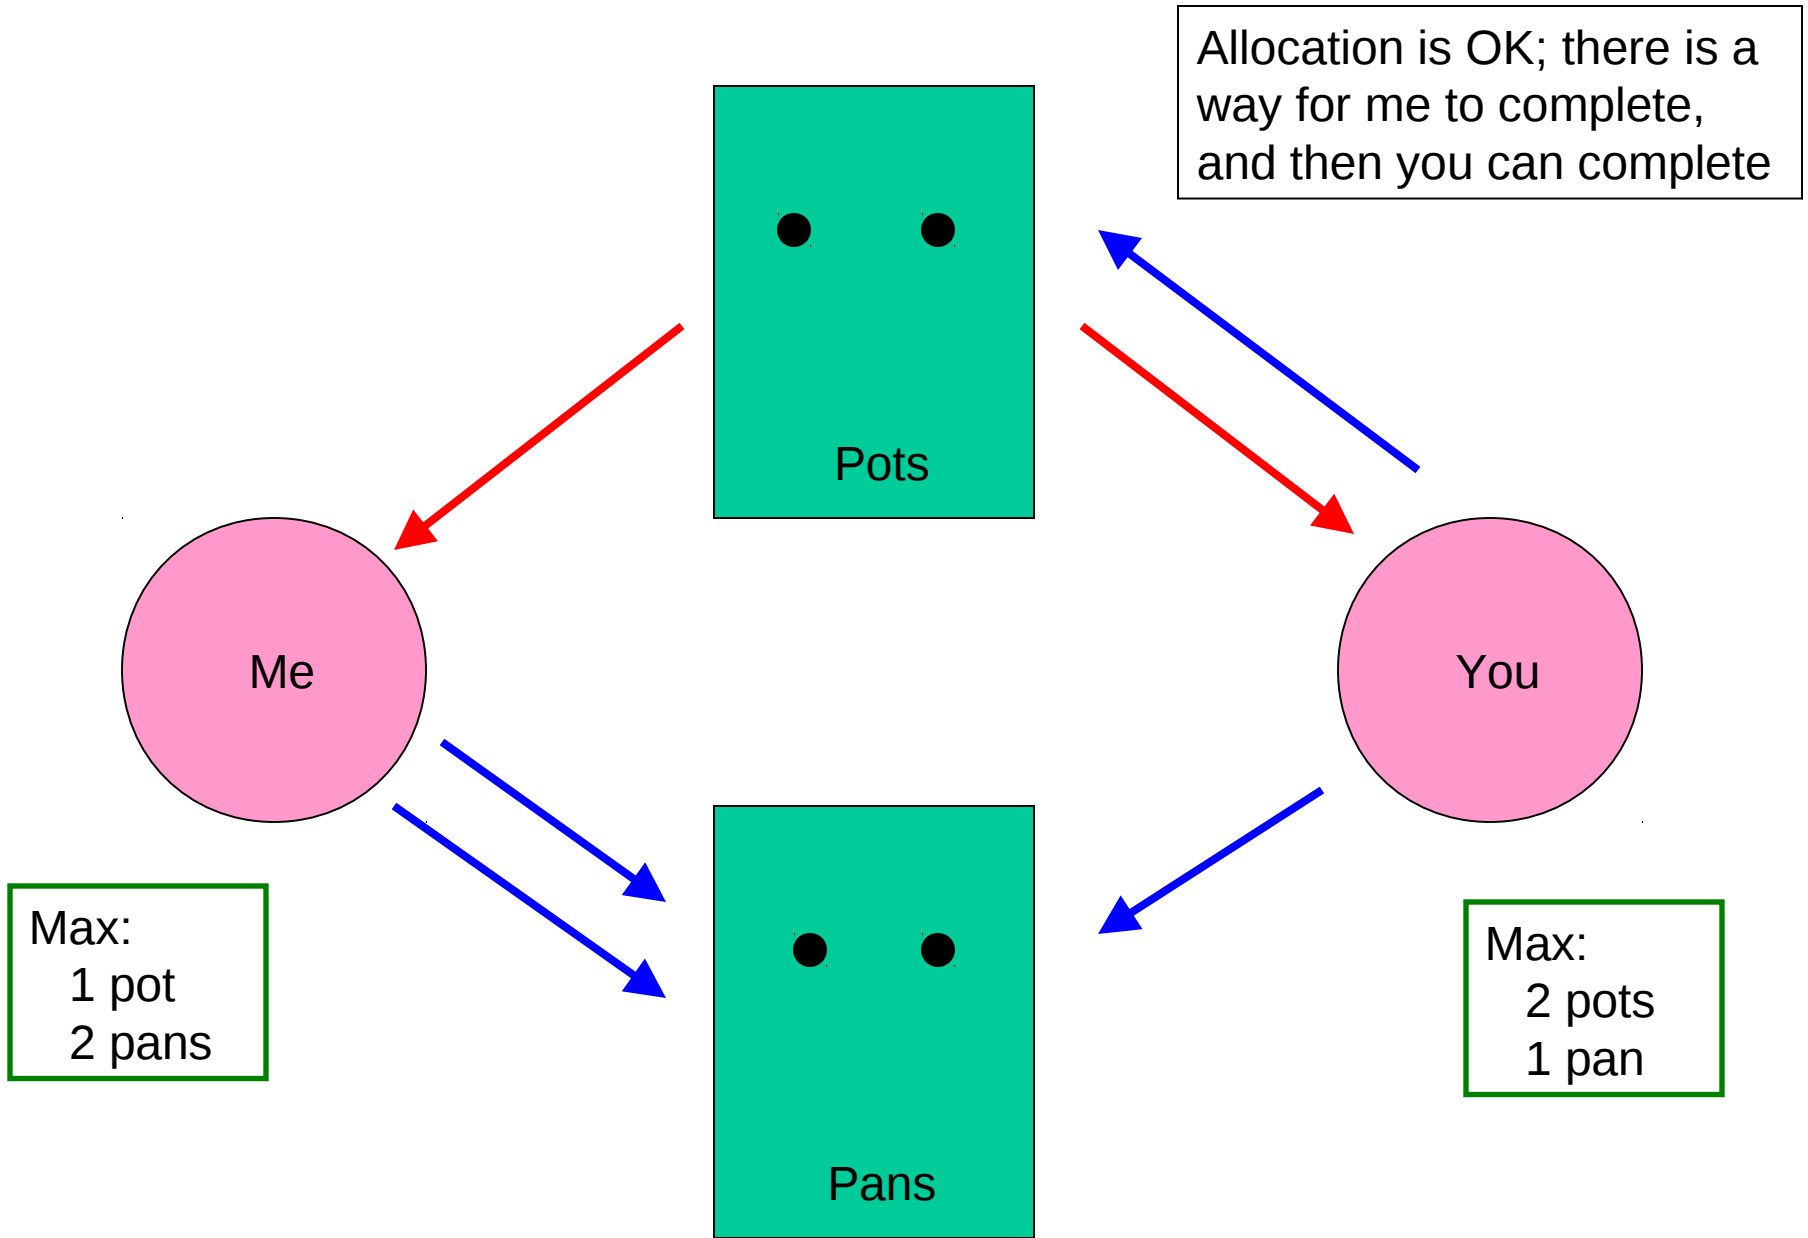 Allocation is OK; there is a
way for me to complete,
and then you can complete
Pots
Me
You
Max:
1 pot
2 pans
Max:
2 pots
1 pan
Pans